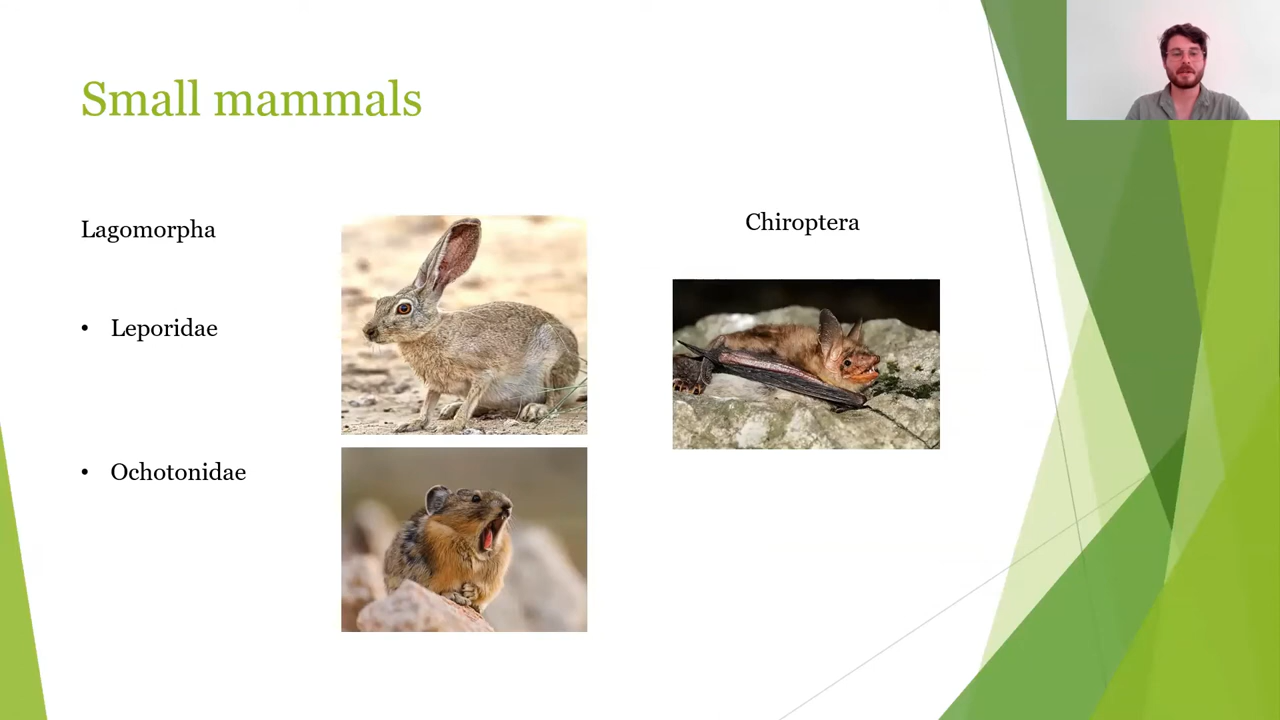 Small mammals
Lagomorpha
• Leporidae
• Ochotonidae
Chiroptera